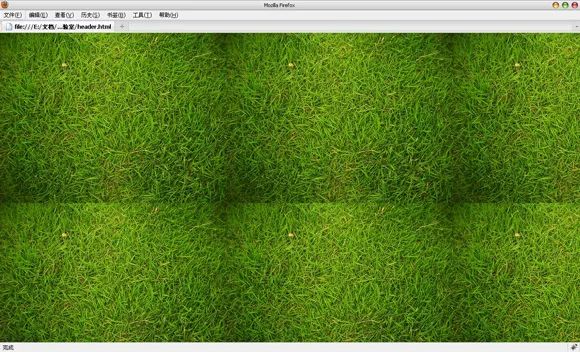 Mozilla Firefox
文件(F) 编辑(E) 查看(V) 历史(S) 书签(B) 工具(T) 帮助(H)
file:///E:/文档/...验室/header.html
完成